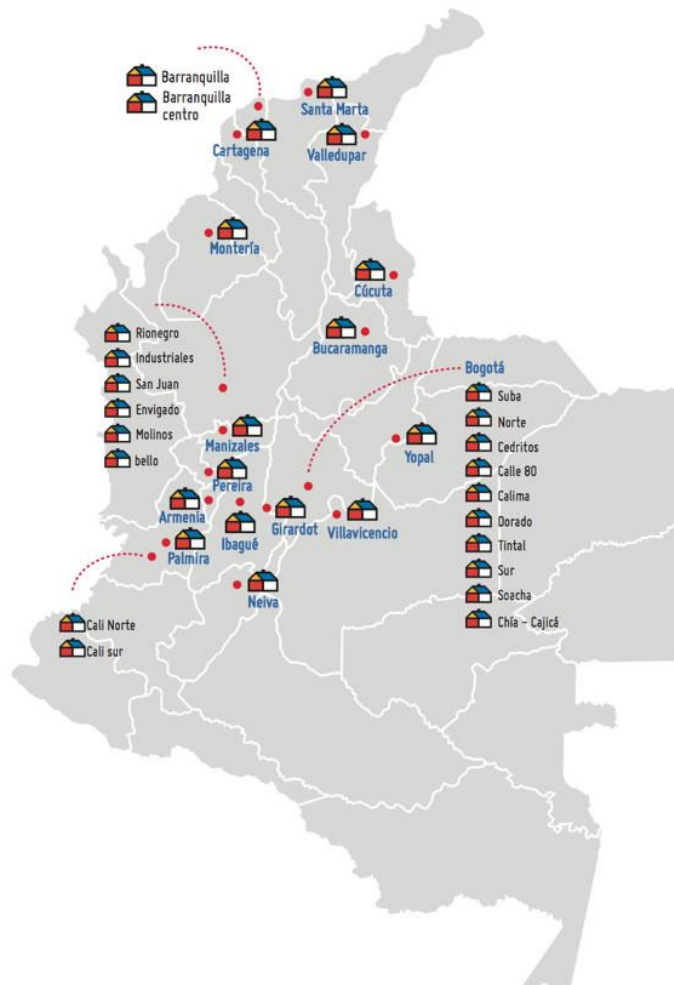 Barranquilla
Barranquilla
centro
Santa Marta
Cartagena
Valledupar
Montería
Cúcuta
Bucaramanga
Rionegro
Industriales
San Juan
Envigado
Molinos
bello
Bogotá
Suba
Norte
Cedritos
Calle 80
Calima
Dorado
Tintal
Sur
Soacha
Chía - Cajicá
Manizales
Yopal
Pereira
Armenia
Ibagué
Girardot
Villavicencio
Palmira
Neiva
Cali Norte
Cali sur